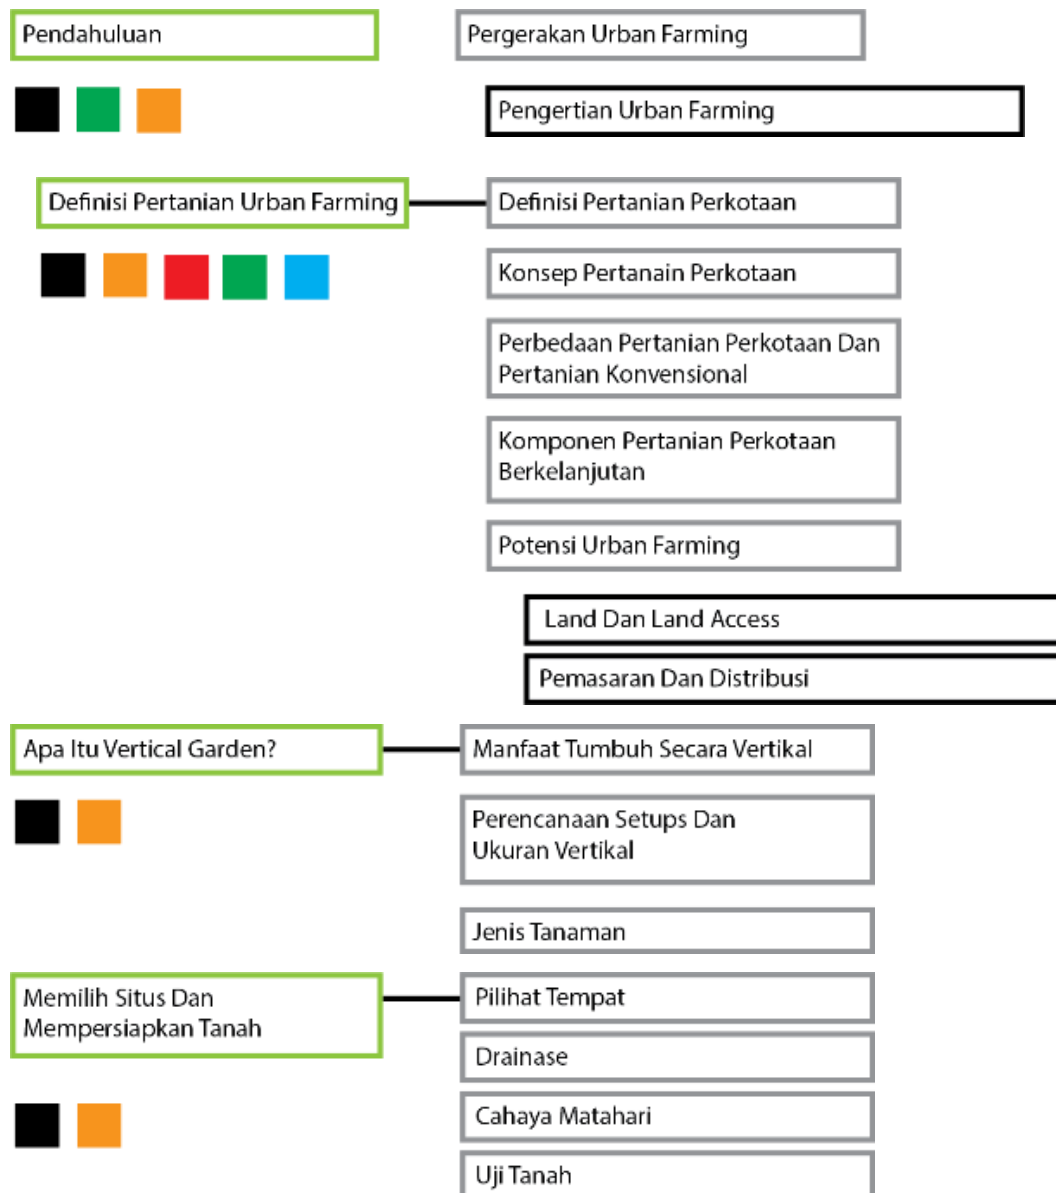 Pendahuluan
Pergerakan Urban Farming
Pengertian Urban Farming
Definisi Pertanian Urban Farming
Definisi Pertanian Perkotaan
Konsep Pertanain Perkotaan
Perbedaan Pertanian Perkotaan Dan
Pertanian Konvensional
Komponen Pertanian Perkotaan
Berkelanjutan
Potensi Urban Farming
Land Dan Land Access
Pemasaran Dan Distribusi
Apa Itu Vertical Garden?
Manfaat Tumbuh Secara Vertikal
Perencanaan Setups Dan
Ukuran Vertikal
Jenis Tanaman
Memilih Situs Dan
Mempersiapkan Tanah
Pilihat Tempat
Drainase
Cahaya Matahari
Uji Tanah